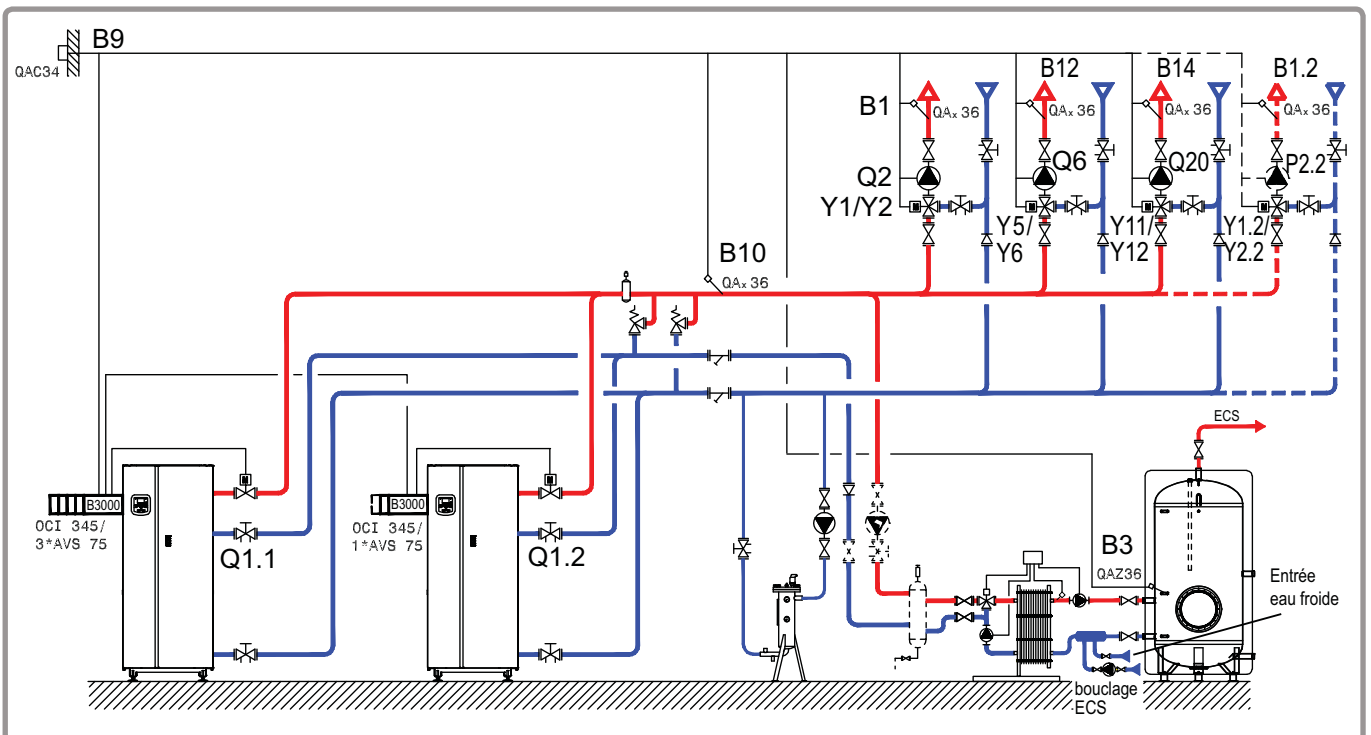 B9
QAC34
B12
B14
B1.2
B1
QAx 36
QAx 36
QAx 36
QAx 36
Q2
Q6
Q20
P2.2
Y1/Y2
Y5/
Y6
Y11/
Y12
Y1.2/
Y2.2
B10
QAx 36
ECS
B3000
B3000
OCI 345/
3*AVS 75
OCI 345/
1*AVS 75
Q1.1
Q1.2
B3
QAZ36
Entrée
eau froide
bouclage
ECS
M
M
M
M
M
M